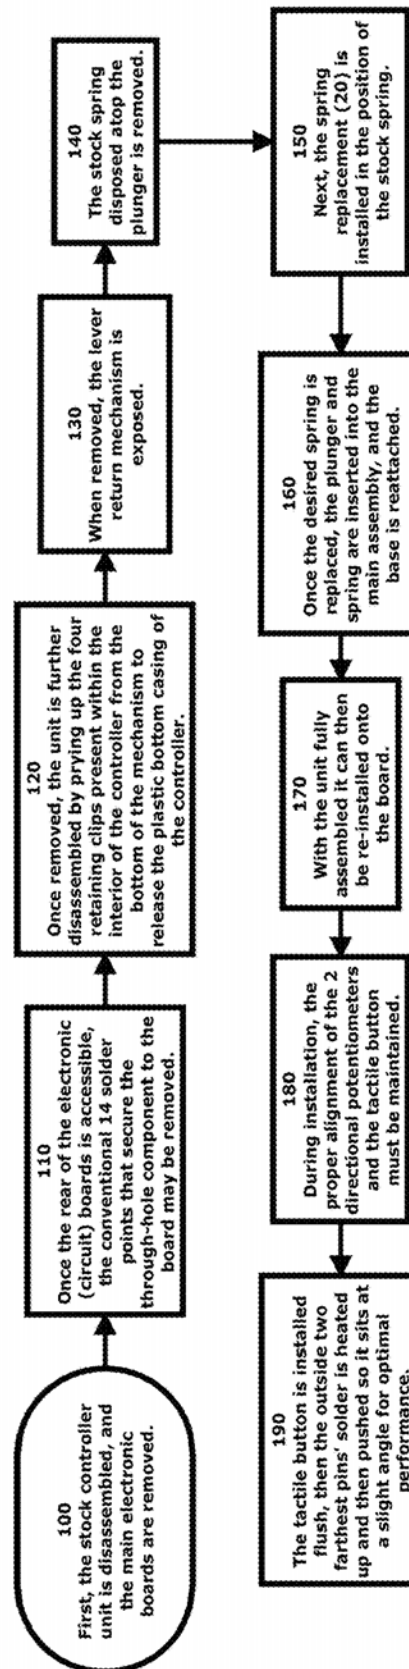 100
First, the stock controller
unit is disassembled, and
the main electronic
boards are removed.
110
Once the rear of the electronic
(circuit) boards is accessible,
the conventional 14 solder
points that secure the
through-hole component to the
board may be removed.
120
Once removed, the unit is further
disassembled by prying up the four
retaining clips present within the
interior of the controller from the
bottom of the mechanism to
release the plastic bottom casing of
the controller.
130
When removed, the lever
return mechanism is
exposed.
140
The stock spring
disposed atop the
plunger is removed.
150
Next, the spring
replacement (20) is
installed in the position of
the stock spring.
160
Once the desired spring is
replaced, the plunger and
spring are inserted into the
main assembly, and the
base is reattached.
170
With the unit fully
assembled it can then
be re-installed onto
the board.
180
During installation, the
proper alignment of the 2
directional potentiometers
and the tactile button
must be maintained.
190
The tactile button is installed
flush, then the outside two
farthest pins' solder is heated
up and then pushed so it sits at
a slight angle for optimal
performance.